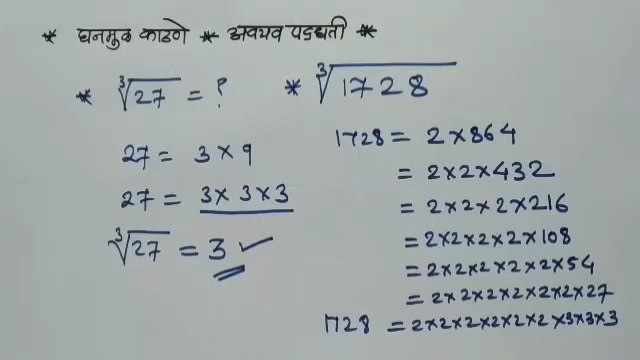 * घनमुळ काढणे * अवयव पद्धती *
* ∛27 = ?
27 = 3 × 9
27 = 3 × 3 × 3
∛27 = 3 ✓
* ∛1728
1728 = 2 × 864
= 2×2×432
= 2×2×2×216
= 2×2×2×2×108
= 2×2×2×2×2×54
= 2×2×2×2×2×2×27
1728 = 2×2×2×2×2×2×3×3×3